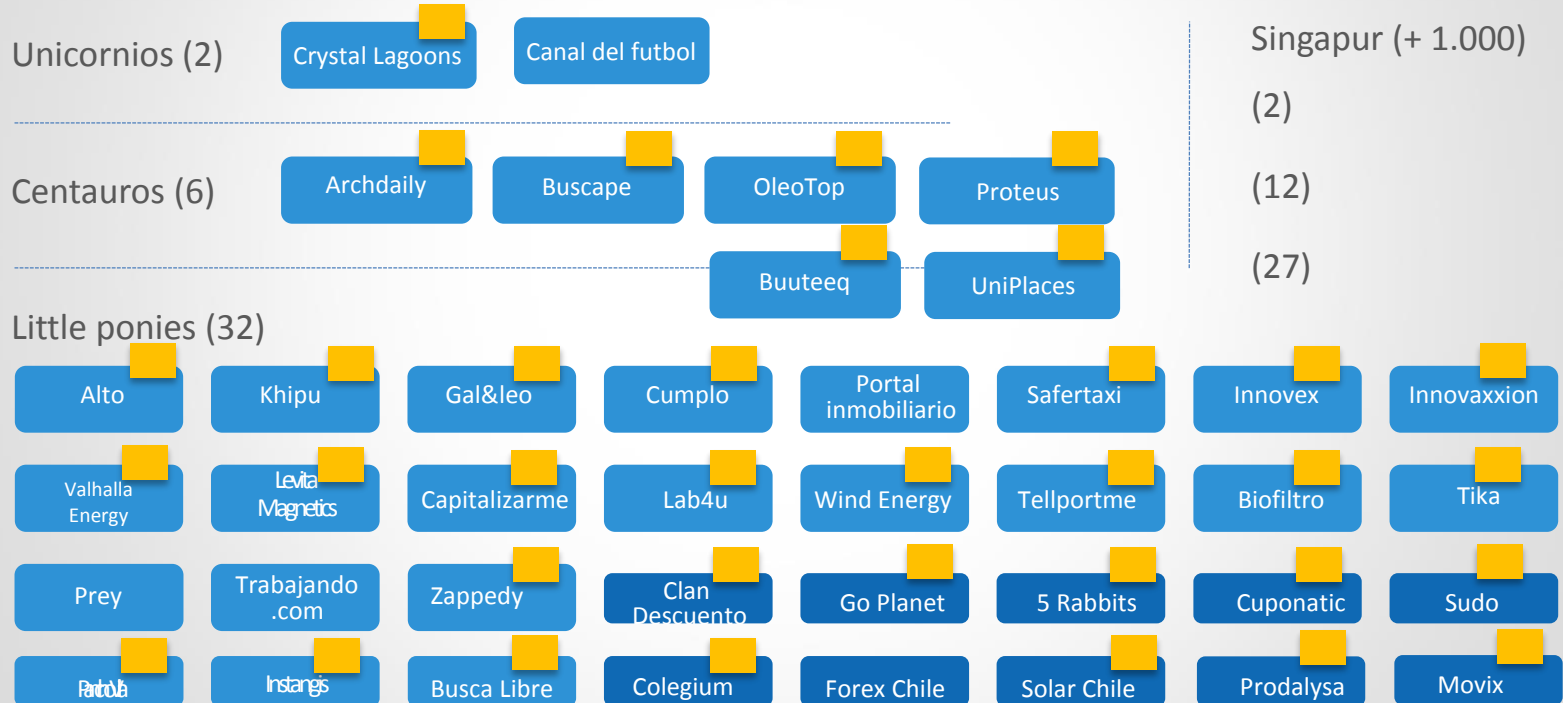 Unicornios (2)
Crystal Lagoons
Canal del futbol
Singapur (+ 1.000)
(2)
(12)
(27)
Centauros (6)
Archdaily
Buscape
OleoTop
Proteus
Buuteeq
UniPlaces
Little ponies (32)
Alto
Khipu
Gal&leo
Cumplo
Portal
inmobiliario
Safertaxi
Innovex
Innovaxxion
Valhalla
Energy
Levita
Magnetics
Capitalizarme
Lab4u
Wind Energy
Tellportme
Biofiltro
Tika
Prey
Trabajando
.com
Zappedy
Clan
Descuento
Go Planet
5 Rabbits
Cuponatic
Sudo
Instangis
Busca Libre
Colegium
Forex Chile
Solar Chile
Prodalysa
Movix